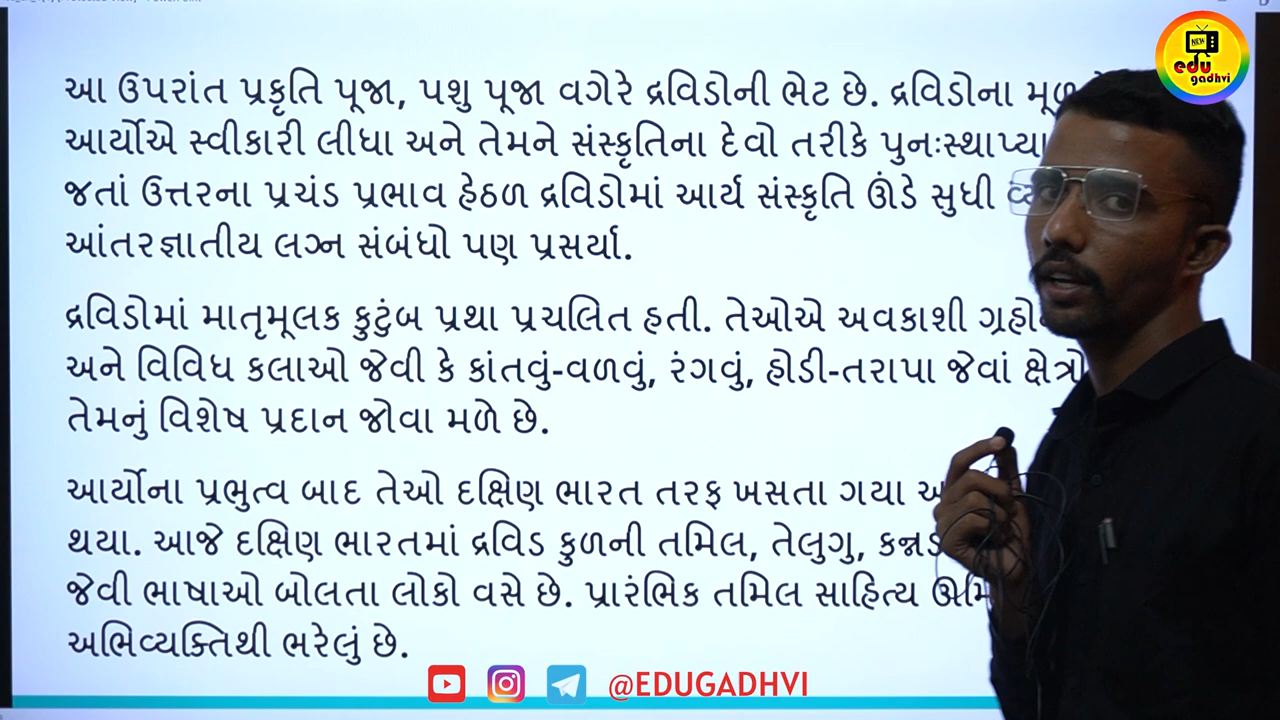 NEW
edu
gadhvi
આ ઉપરાંત પ્રકૃતિ પૂજા, પશુ પૂજા વગેરે દ્રવિડોની ભેટ છે. દ્રવિડોના મૂળ
આર્યોએ સ્વીકારી લીધા અને તેમને સંસ્કૃતિના દેવો તરીકે પુનઃસ્થાપ્યા
જતાં ઉત્તરના પ્રચંડ પ્રભાવ હેઠળ દ્રવિડોમાં આર્ય સંસ્કૃતિ ઊંડે સુધી
આંતરજ્ઞાતીય લગ્ન સંબંધો પણ પ્રસર્યા.
દ્રવિડોમાં માતૃમૂલક કુટુંબ પ્રથા પ્રચલિત હતી. તેઓએ અવકાશી
અને વિવિધ કલાઓ જેવી કે કાંતવું-વળવું, રંગવું, હોડી-તરાપા જેવાં
તેમનું વિશેષ પ્રદાન જોવા મળે છે.
આર્યોના પ્રભુત્વ બાદ તેઓ દક્ષિણ ભારત તરફ ખસતા ગયા
થયા. આજે દક્ષિણ ભારતમાં દ્રવિડ કુળની તમિલ, તેલુગુ,
જેવી ભાષાઓ બોલતા લોકો વસે છે. પ્રારંભિક તમિલ સાહિત્ય
અભિવ્યક્તિથી ભરેલું છે.
@EDUGADHVI